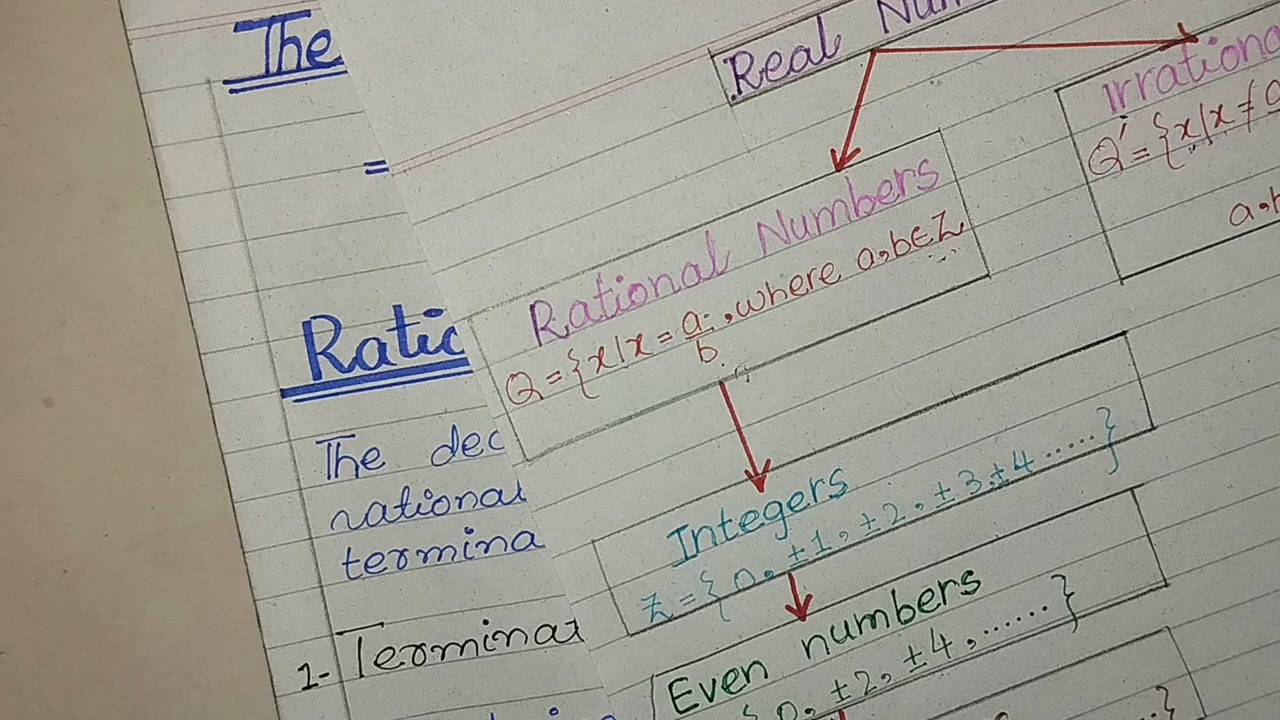 The
=
Ratio
The dec
rational
termina
1- Terminat
Real Num
Rational Numbers
Q = {x/x = a/b, where a,b∈Z
Irrationa
Q' = {x/x ≠ a
a,b
Integers
Z = {0, ±1, ±2, ±3, ±4 .....}
Even numbers
{0, ±2, ±4, ......}